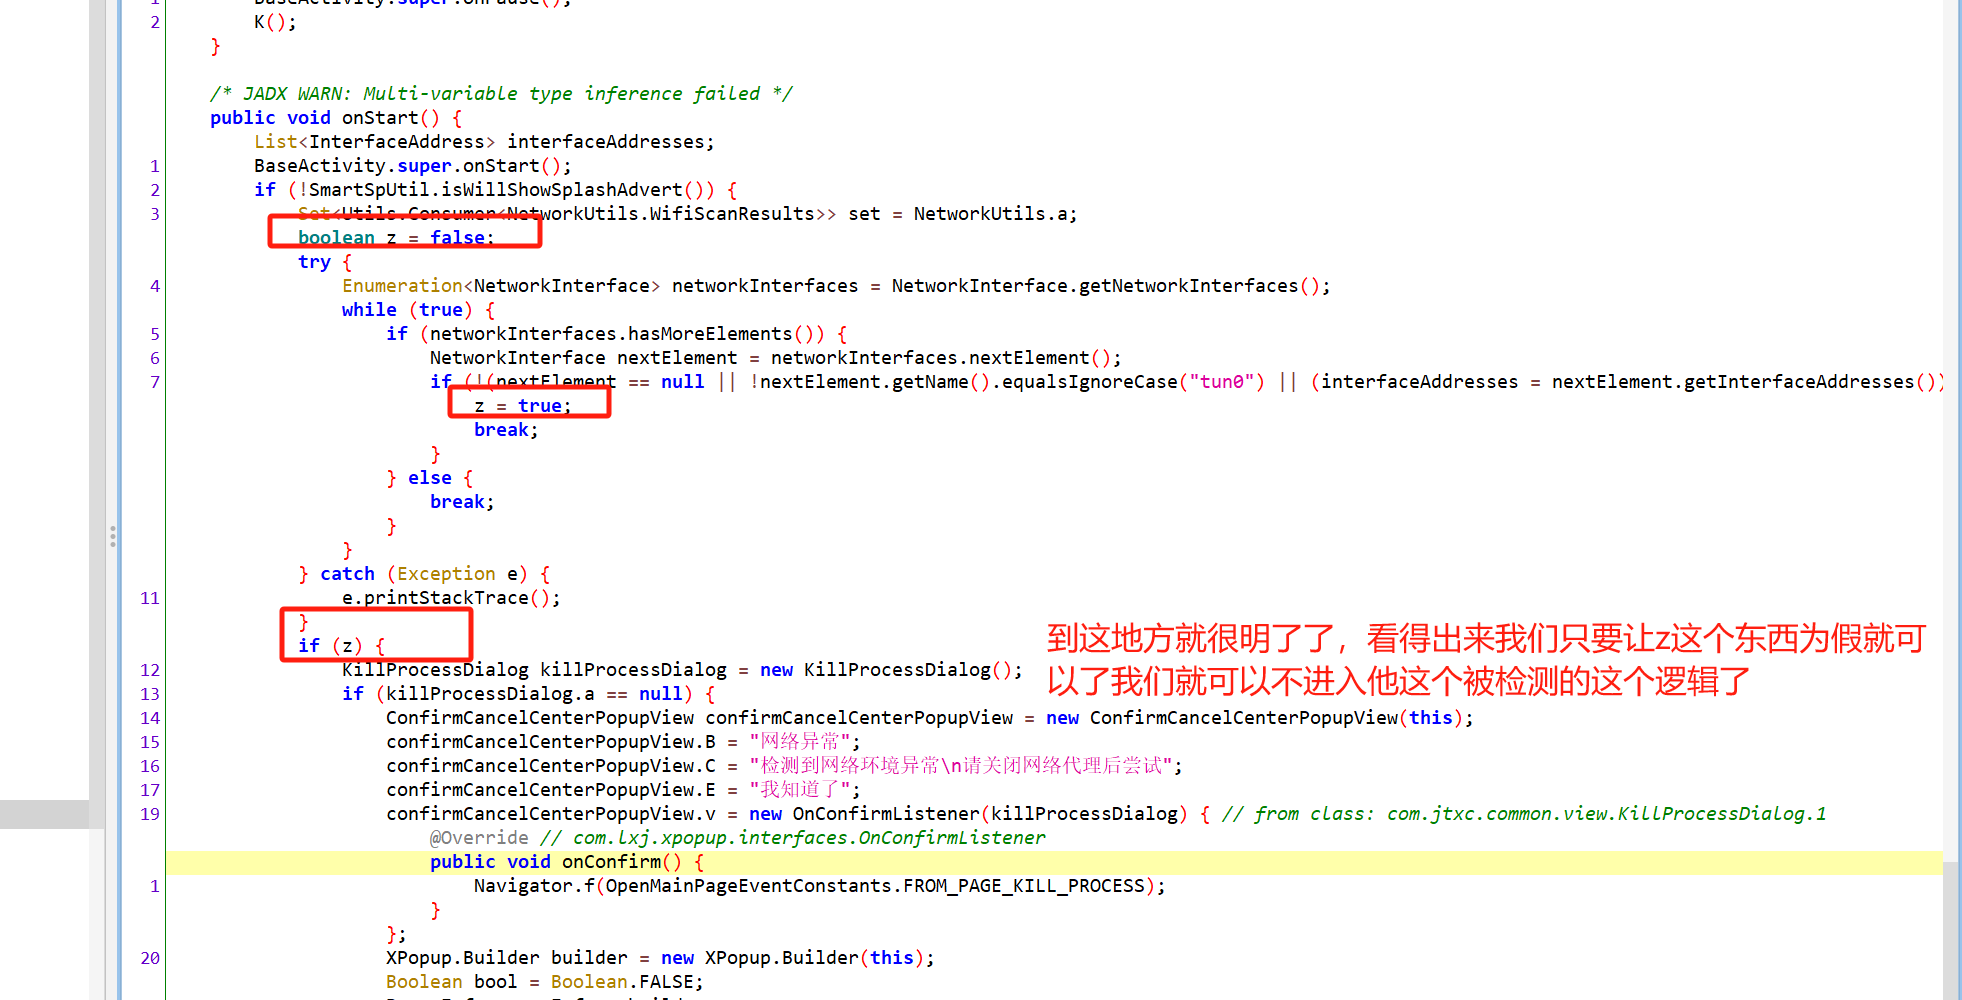 1 BaseActivity.super.onPause();
2 K();
}
/* JADX WARN: Multi-variable type inference failed */
public void onStart() {
List<InterfaceAddress> interfaceAddresses;
1 BaseActivity.super.onStart();
2 if (!SmartSpUtil.isWillShowSplashAdvert()) {
3 Set<Utils.Consumer<NetworkUtils.WifiScanResults>> set = NetworkUtils.a;
boolean z = false;
try {
4 Enumeration<NetworkInterface> networkInterfaces = NetworkInterface.getNetworkInterfaces();
while (true) {
5 if (networkInterfaces.hasMoreElements()) {
6 NetworkInterface nextElement = networkInterfaces.nextElement();
7 if (!(nextElement == null || !nextElement.getName().equalsIgnoreCase("tun0") || (interfaceAddresses = nextElement.getInterfaceAddresses())
z = true;
break;
}
} else {
break;
}
}
} catch (Exception e) {
11 e.printStackTrace();
}
if (z) {
到这地方就很明了了，看得出来我们只要让z这个东西为假就可
以了我们就可以不进入他这个被检测的这个逻辑了
12 KillProcessDialog killProcessDialog = new KillProcessDialog();
13 if (killProcessDialog.a == null) {
14 ConfirmCancelCenterPopupView confirmCancelCenterPopupView = new ConfirmCancelCenterPopupView(this);
15 confirmCancelCenterPopupView.B = "网络异常";
16 confirmCancelCenterPopupView.C = "检测到网络环境异常\n请关闭网络代理后尝试";
17 confirmCancelCenterPopupView.E = "我知道了";
19 confirmCancelCenterPopupView.v = new OnConfirmListener(killProcessDialog) { // from class: com.jtxc.common.view.KillProcessDialog.1
@Override // com.lxj.xpopup.interfaces.OnConfirmListener
public void onConfirm() {
1 Navigator.f(OpenMainPageEventConstants.FROM_PAGE_KILL_PROCESS);
}
};
20 XPopup.Builder builder = new XPopup.Builder(this);
Boolean bool = Boolean.FALSE;